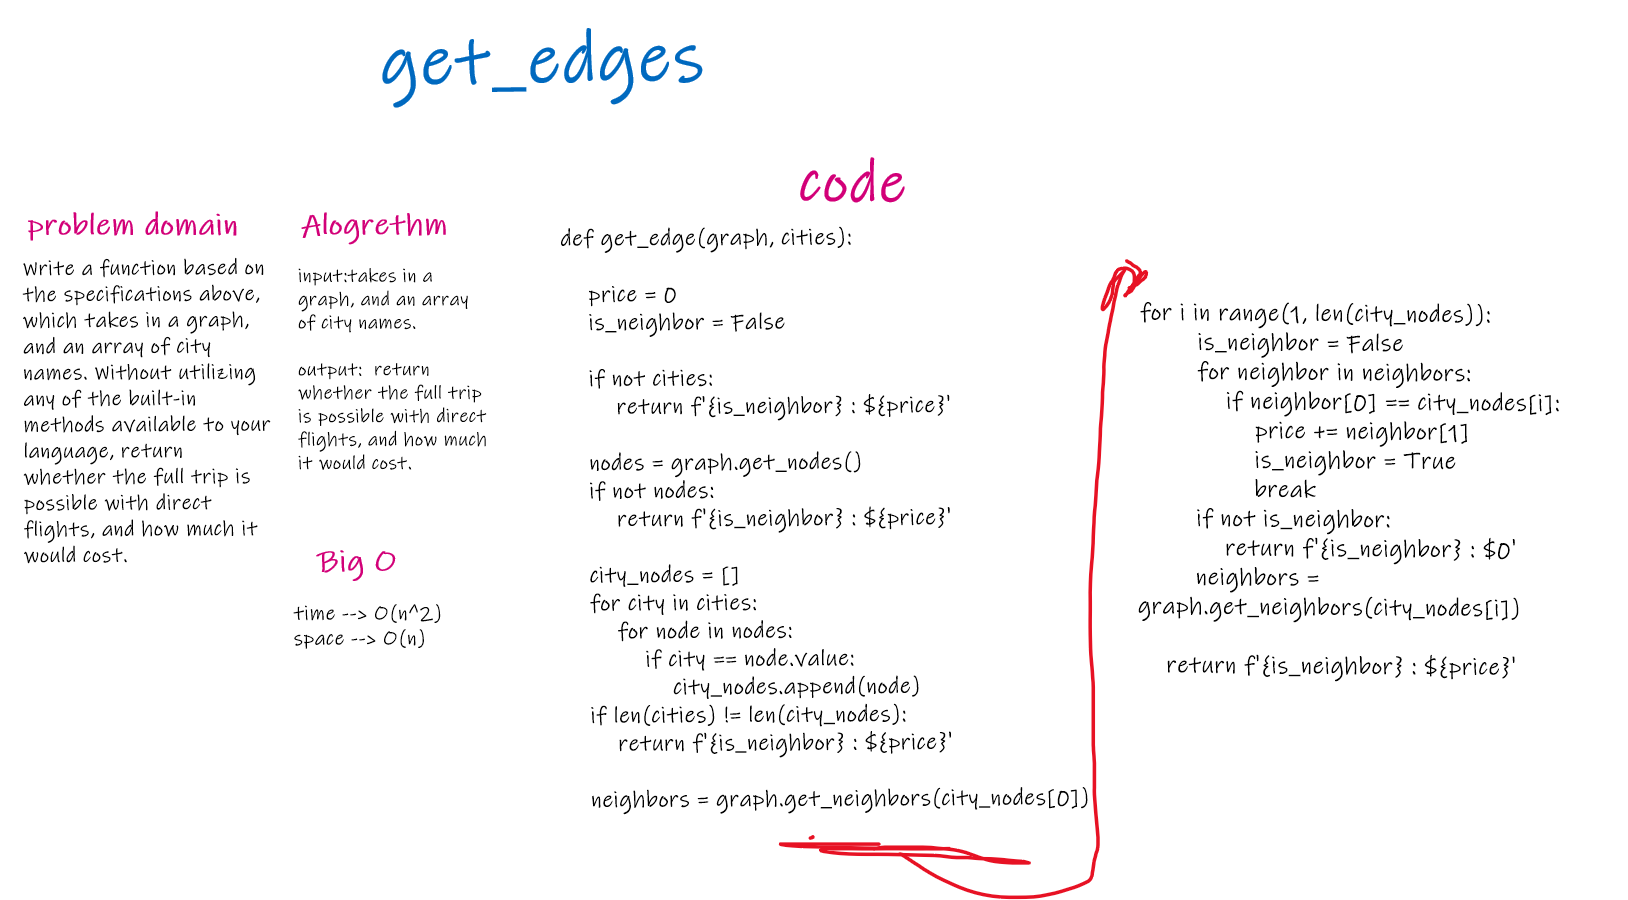 get_edges
problem domain
Write a function based on
the specifications above,
which takes in a graph,
and an array of city
names. Without utilizing
any of the built-in
methods available to your
language, return
whether the full trip is
possible with direct
flights, and how much it
would cost.
Alogrethm
input:takes in a
graph, and an array
of city names.
output:  return
whether the full trip
is possible with direct
flights, and how much
it would cost.
Big O
time --> O(n^2)
space --> O(n)
code
def get_edge(graph, cities):
price = 0
is_neighbor = False
if not cities:
return f'{is_neighbor} : ${price}'
nodes = graph.get_nodes()
if not nodes:
return f'{is_neighbor} : ${price}'
city_nodes = []
for city in cities:
for node in nodes:
if city == node.value:
city_nodes.append(node)
if len(cities) != len(city_nodes):
return f'{is_neighbor} : ${price}'
neighbors = graph.get_neighbors(city_nodes[0])
for i in range(1, len(city_nodes)):
is_neighbor = False
for neighbor in neighbors:
if neighbor[0] == city_nodes[i]:
price += neighbor[1]
is_neighbor = True
break
if not is_neighbor:
return f'{is_neighbor} : $0'
neighbors =
graph.get_neighbors(city_nodes[i])
return f'{is_neighbor} : ${price}'